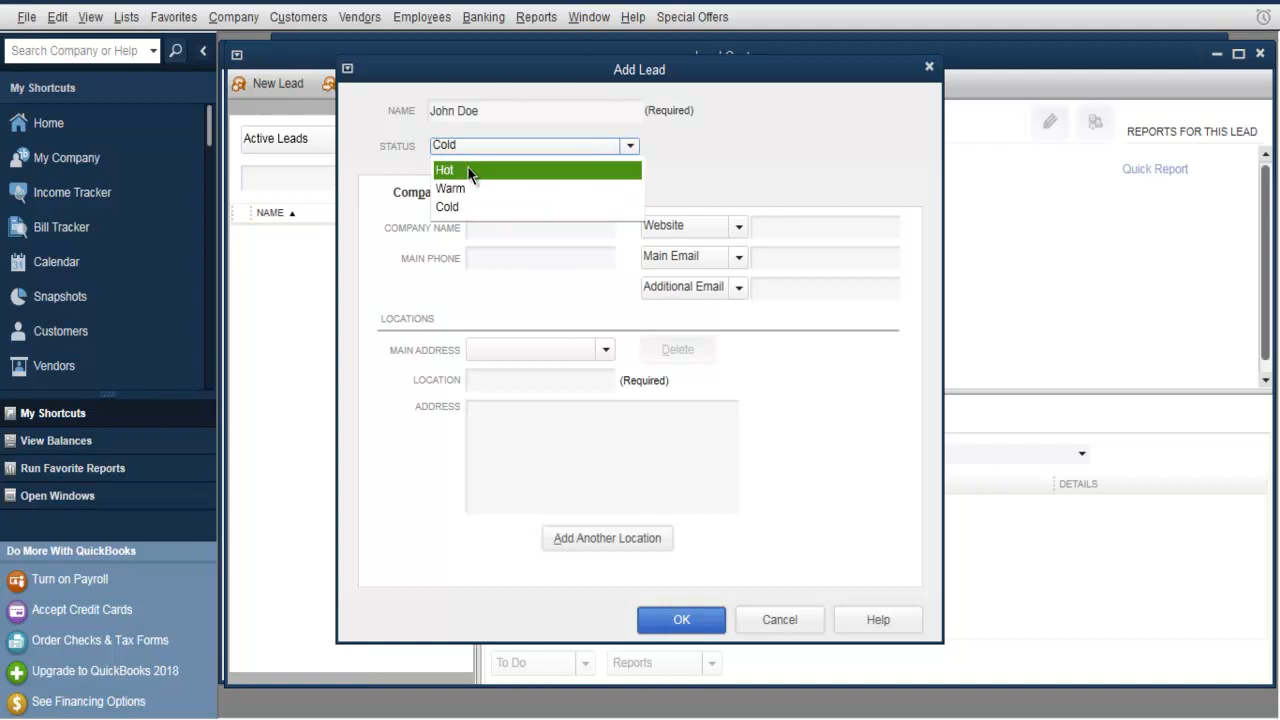 File Edit View Lists Favorites Company Customers Vendors Employees Banking Reports Window Help Special Offers
Search Company or Help
My Shortcuts
Home
My Company
Income Tracker
Bill Tracker
Calendar
Snapshots
Customers
Vendors
My Shortcuts
View Balances
Run Favorite Reports
Open Windows
Do More With QuickBooks
Turn on Payroll
Accept Credit Cards
Order Checks & Tax Forms
Upgrade to QuickBooks 2018
See Financing Options
New Lead
Active Leads
NAME
Add Lead
NAME John Doe (Required)
STATUS Cold
Hot
Warm
Cold
Compa
COMPANY NAME Website
MAIN PHONE Main Email
Additional Email
LOCATIONS
MAIN ADDRESS Delete
LOCATION (Required)
ADDRESS
Add Another Location
OK Cancel Help
REPORTS FOR THIS LEAD
Quick Report
DETAILS
To Do Reports